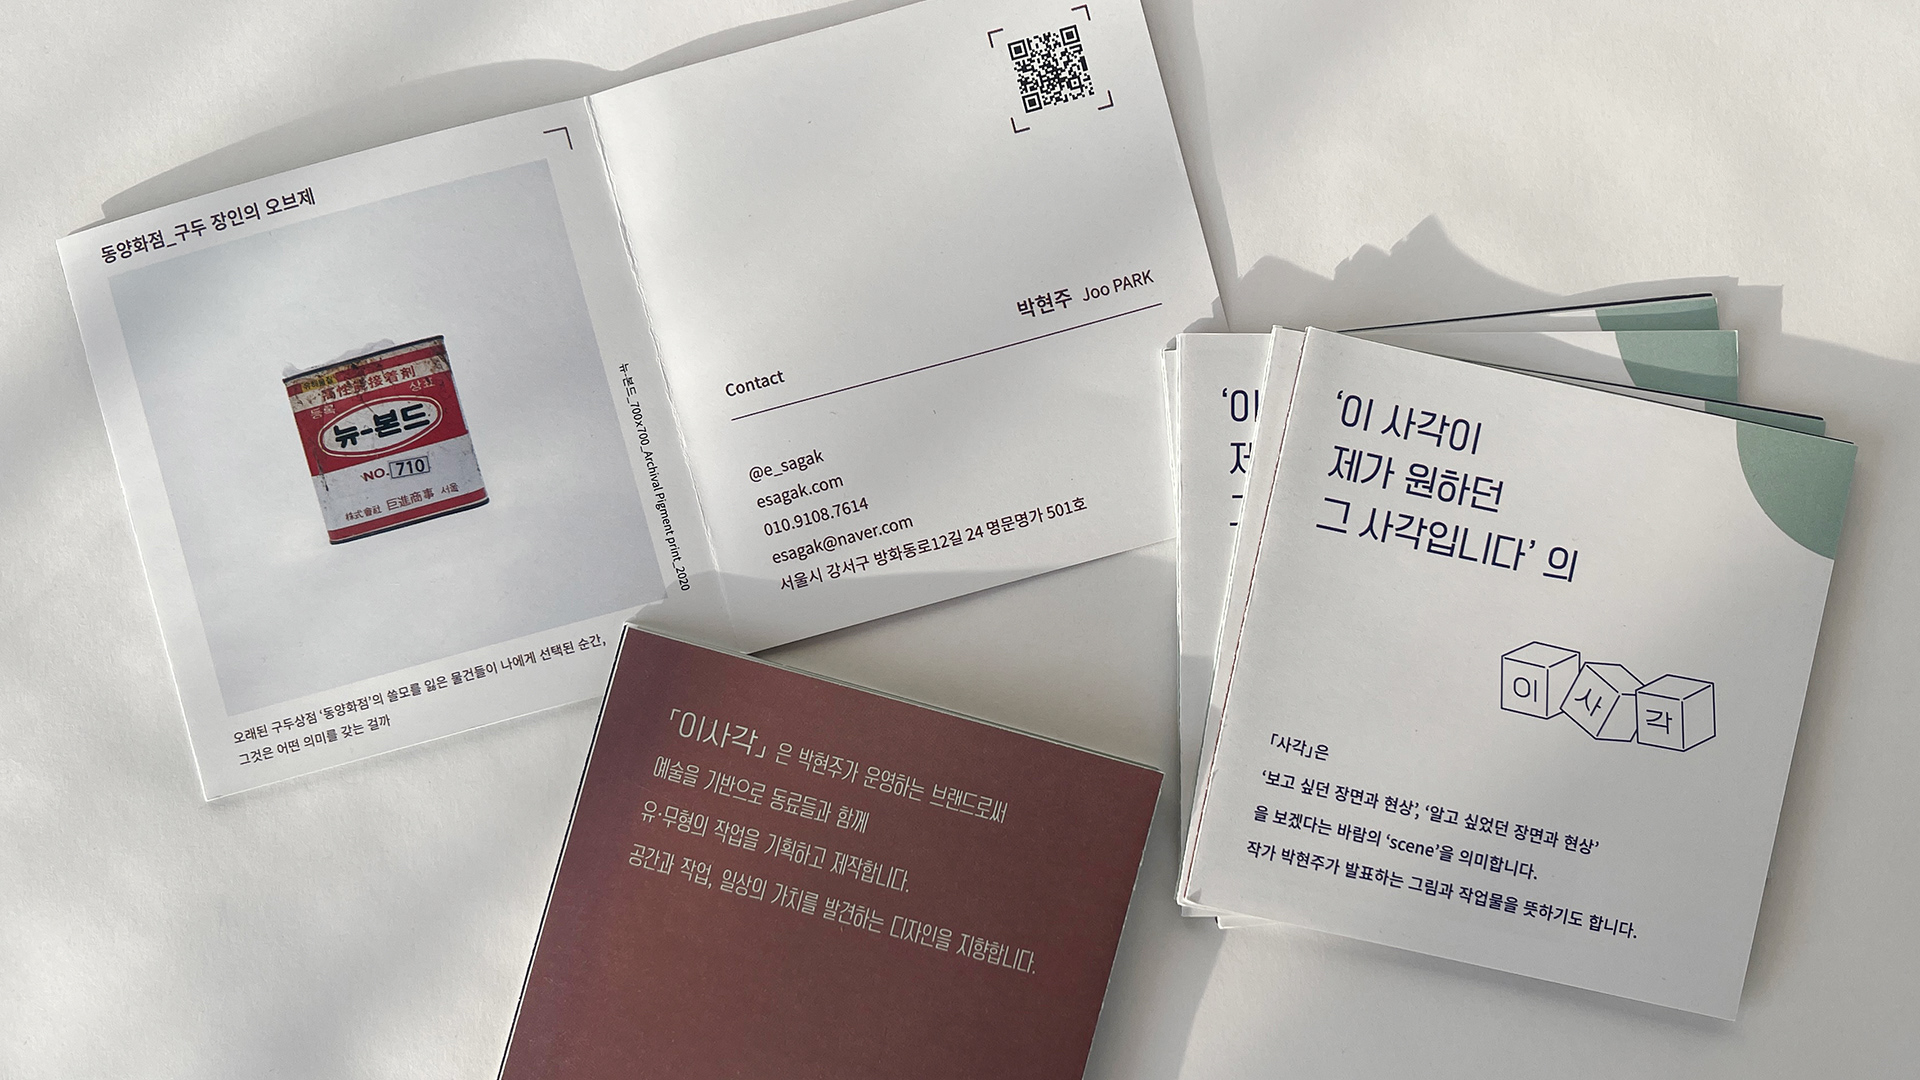 동양화점_구두 장인의 오브제
高性能接着剤
등록 상표
뉴-본드
NO. 710
株式會社 巨進商事 서울
뉴-본드_700x700_Archival Pigment print_2020
오래된 구두상점 '동양화점'의 쓸모를 잃은 물건들이 나에게 선택된 순간,
그것은 어떤 의미를 갖는 걸까
박현주 Joo PARK
Contact
@e_sagak
esagak.com
010.9108.7614
esagak@naver.com
서울시 강서구 방화동로12길 24 명문명가 501호
「이사각」은 박현주가 운영하는 브랜드로써
예술을 기반으로 동료들과 함께
유·무형의 작업을 기획하고 제작합니다.
공간과 작업, 일상의 가치를 발견하는 디자인을 지향합니다.
‘이
제
그
‘이 사각이
제가 원하던
그 사각입니다’ 의
이 사 각
「사각」은
‘보고 싶던 장면과 현상’, ‘알고 싶었던 장면과 현상’
을 보겠다는 바람의 ‘scene’을 의미합니다.
작가 박현주가 발표하는 그림과 작업물을 뜻하기도 합니다.